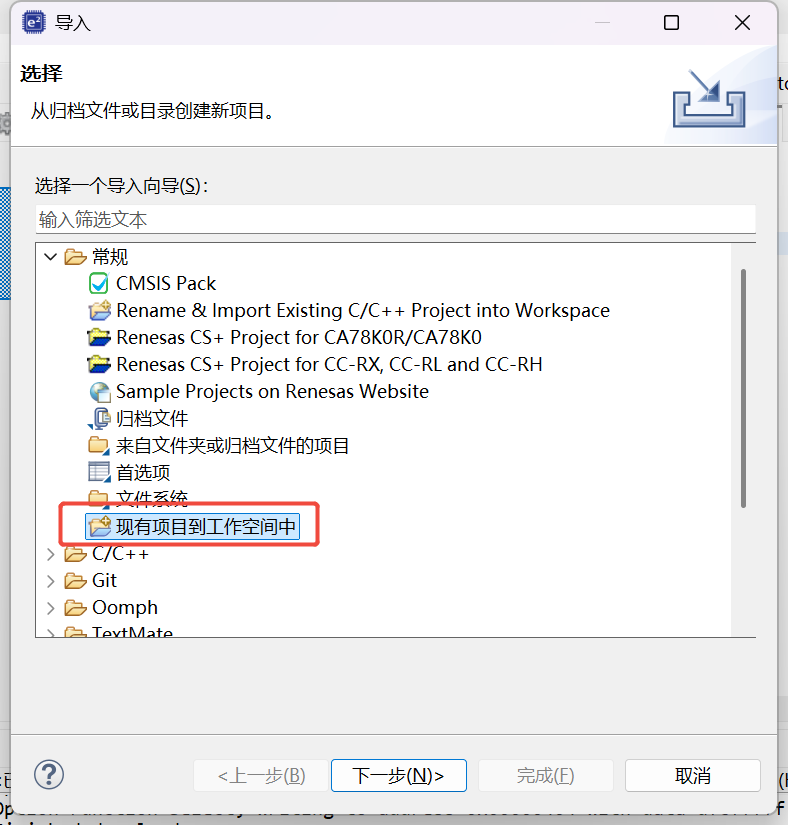 导入
选择
从归档文件或目录创建新项目。
选择一个导入向导(S):
输入筛选文本
常规
CMSIS Pack
Rename & Import Existing C/C++ Project into Workspace
Renesas CS+ Project for CA78K0R/CA78K0
Renesas CS+ Project for CC-RX, CC-RL and CC-RH
Sample Projects on Renesas Website
归档文件
来自文件夹或归档文件的项目
首选项
文件系统
现有项目到工作空间中
C/C++
Git
Oomph
TextMate
<上一步(B)
下一步(N)>
完成(F)
取消